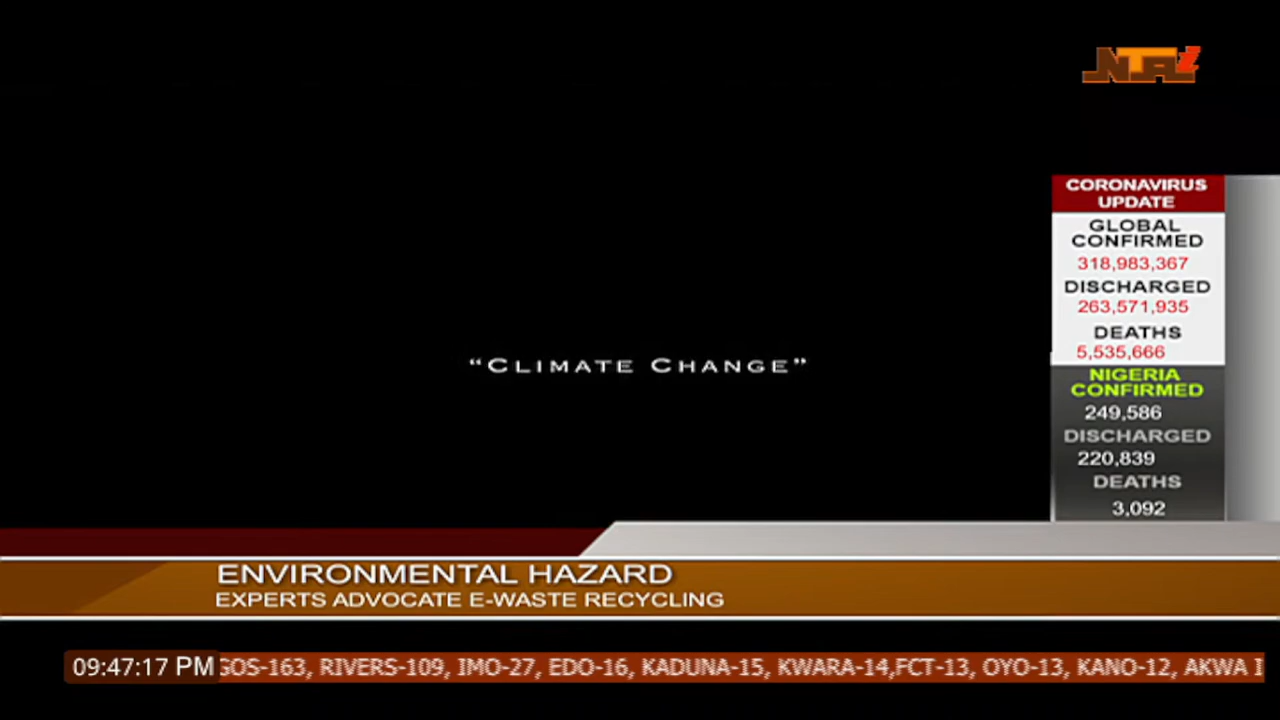 NTAi
CORONAVIRUS
UPDATE
GLOBAL
CONFIRMED
318,983,367
DISCHARGED
263,571,935
DEATHS
5,535,666
NIGERIA
CONFIRMED
249,586
DISCHARGED
220,839
DEATHS
3,092
“CLIMATE CHANGE”
ENVIRONMENTAL HAZARD
EXPERTS ADVOCATE E-WASTE RECYCLING
09:47:17 PM GOS-163, RIVERS-109, IMO-27, EDO-16, KADUNA-15, KWARA-14,FCT-13, OYO-13, KANO-12, AKWA I